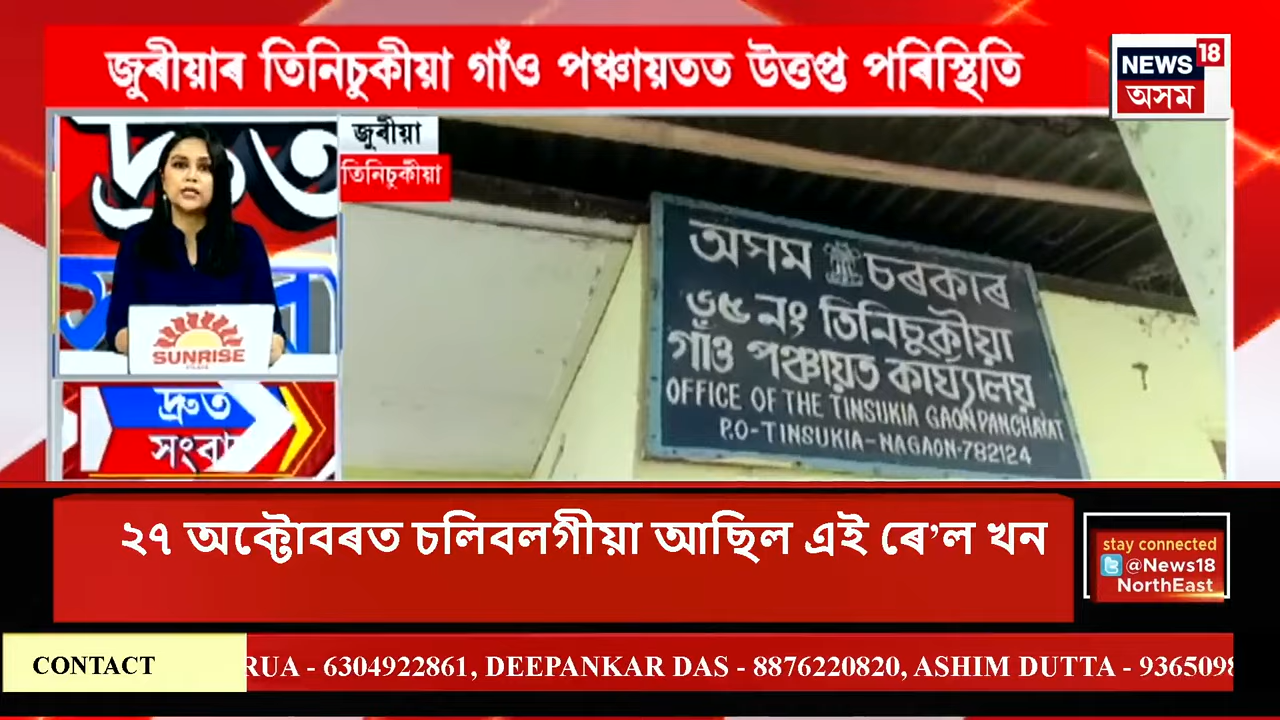 জুৰীয়াৰ তিনিচুকীয়া গাঁও পঞ্চায়তত উত্তপ্ত পৰিস্থিতি
NEWS 18
অসম
দ্ৰুত
জুৰীয়া
তিনিচুকীয়া
SUNRISE
দ্ৰুত
সংবা
অসম চৰকাৰ
৬৫ নং তিনিচুকীয়া
গাঁও পঞ্চায়ত কাৰ্য্যালয়
OFFICE OF THE TINSUKIA GAON PANCHAYAT
P.O-TINSUKIA-NAGAON-782124
২৭ অক্টোবৰত চলিবলগীয়া আছিল এই ৰে’ল খন
stay connected
@News18
NorthEast
CONTACT
RUA - 6304922861, DEEPANKAR DAS - 8876220820, ASHIM DUTTA - 9365098